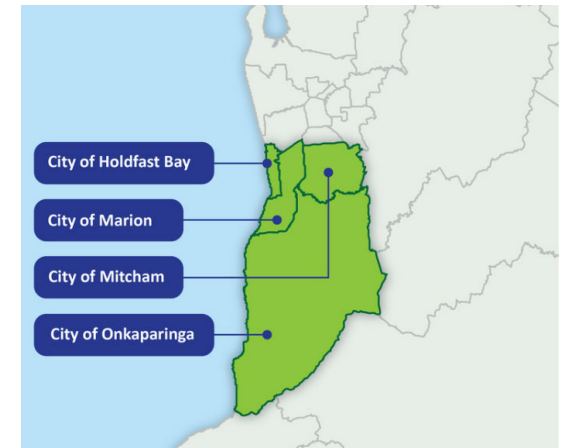 City of Holdfast Bay
City of Marion
City of Mitcham
City of Onkaparinga